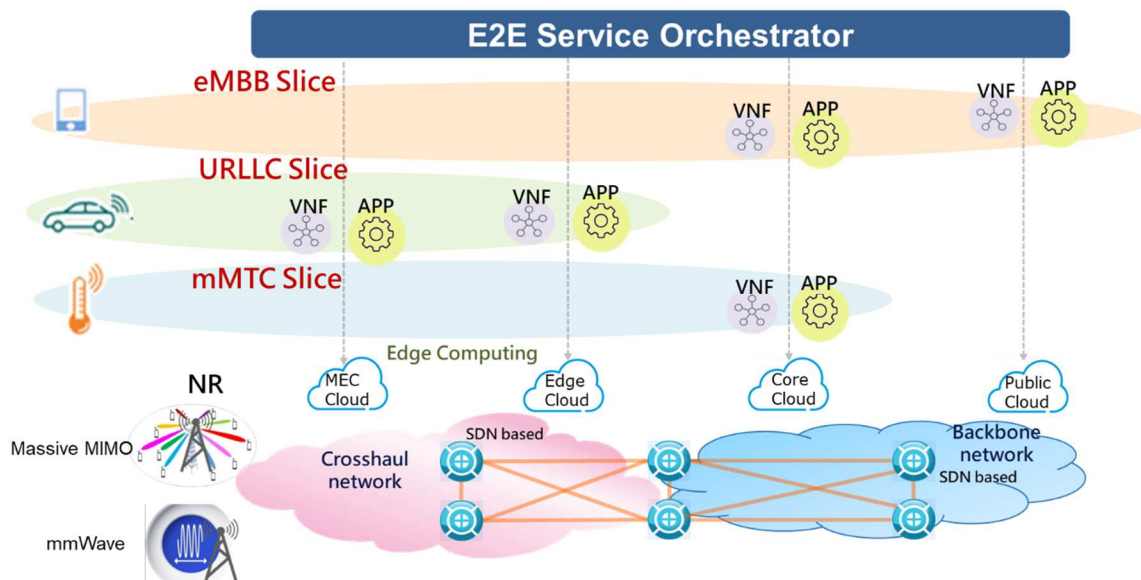 E2E Service Orchestrator
eMBB Slice
VNF
APP
VNF
APP
URLLC Slice
VNF
APP
VNF
APP
mMTC Slice
VNF
APP
Edge Computing
MEC
Cloud
Edge
Cloud
Core
Cloud
Public
Cloud
NR
Massive MIMO
mmWave
Crosshaul
network
SDN based
Backbone
network
SDN based